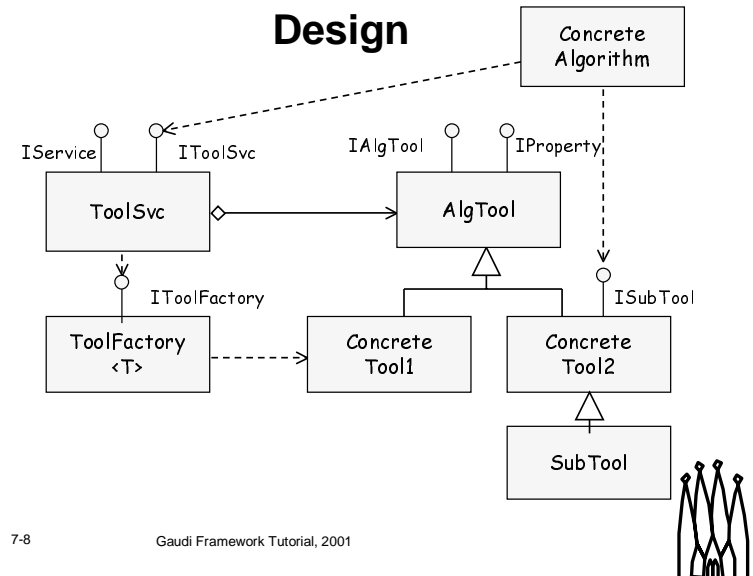 Design
Concrete
Algorithm
IService
IToolSvc
IAlgTool
IProperty
ToolSvc
AlgTool
IToolFactory
ISubTool
ToolFactory
<T>
Concrete
Tool1
Concrete
Tool2
SubTool
7-8
Gaudi Framework Tutorial, 2001